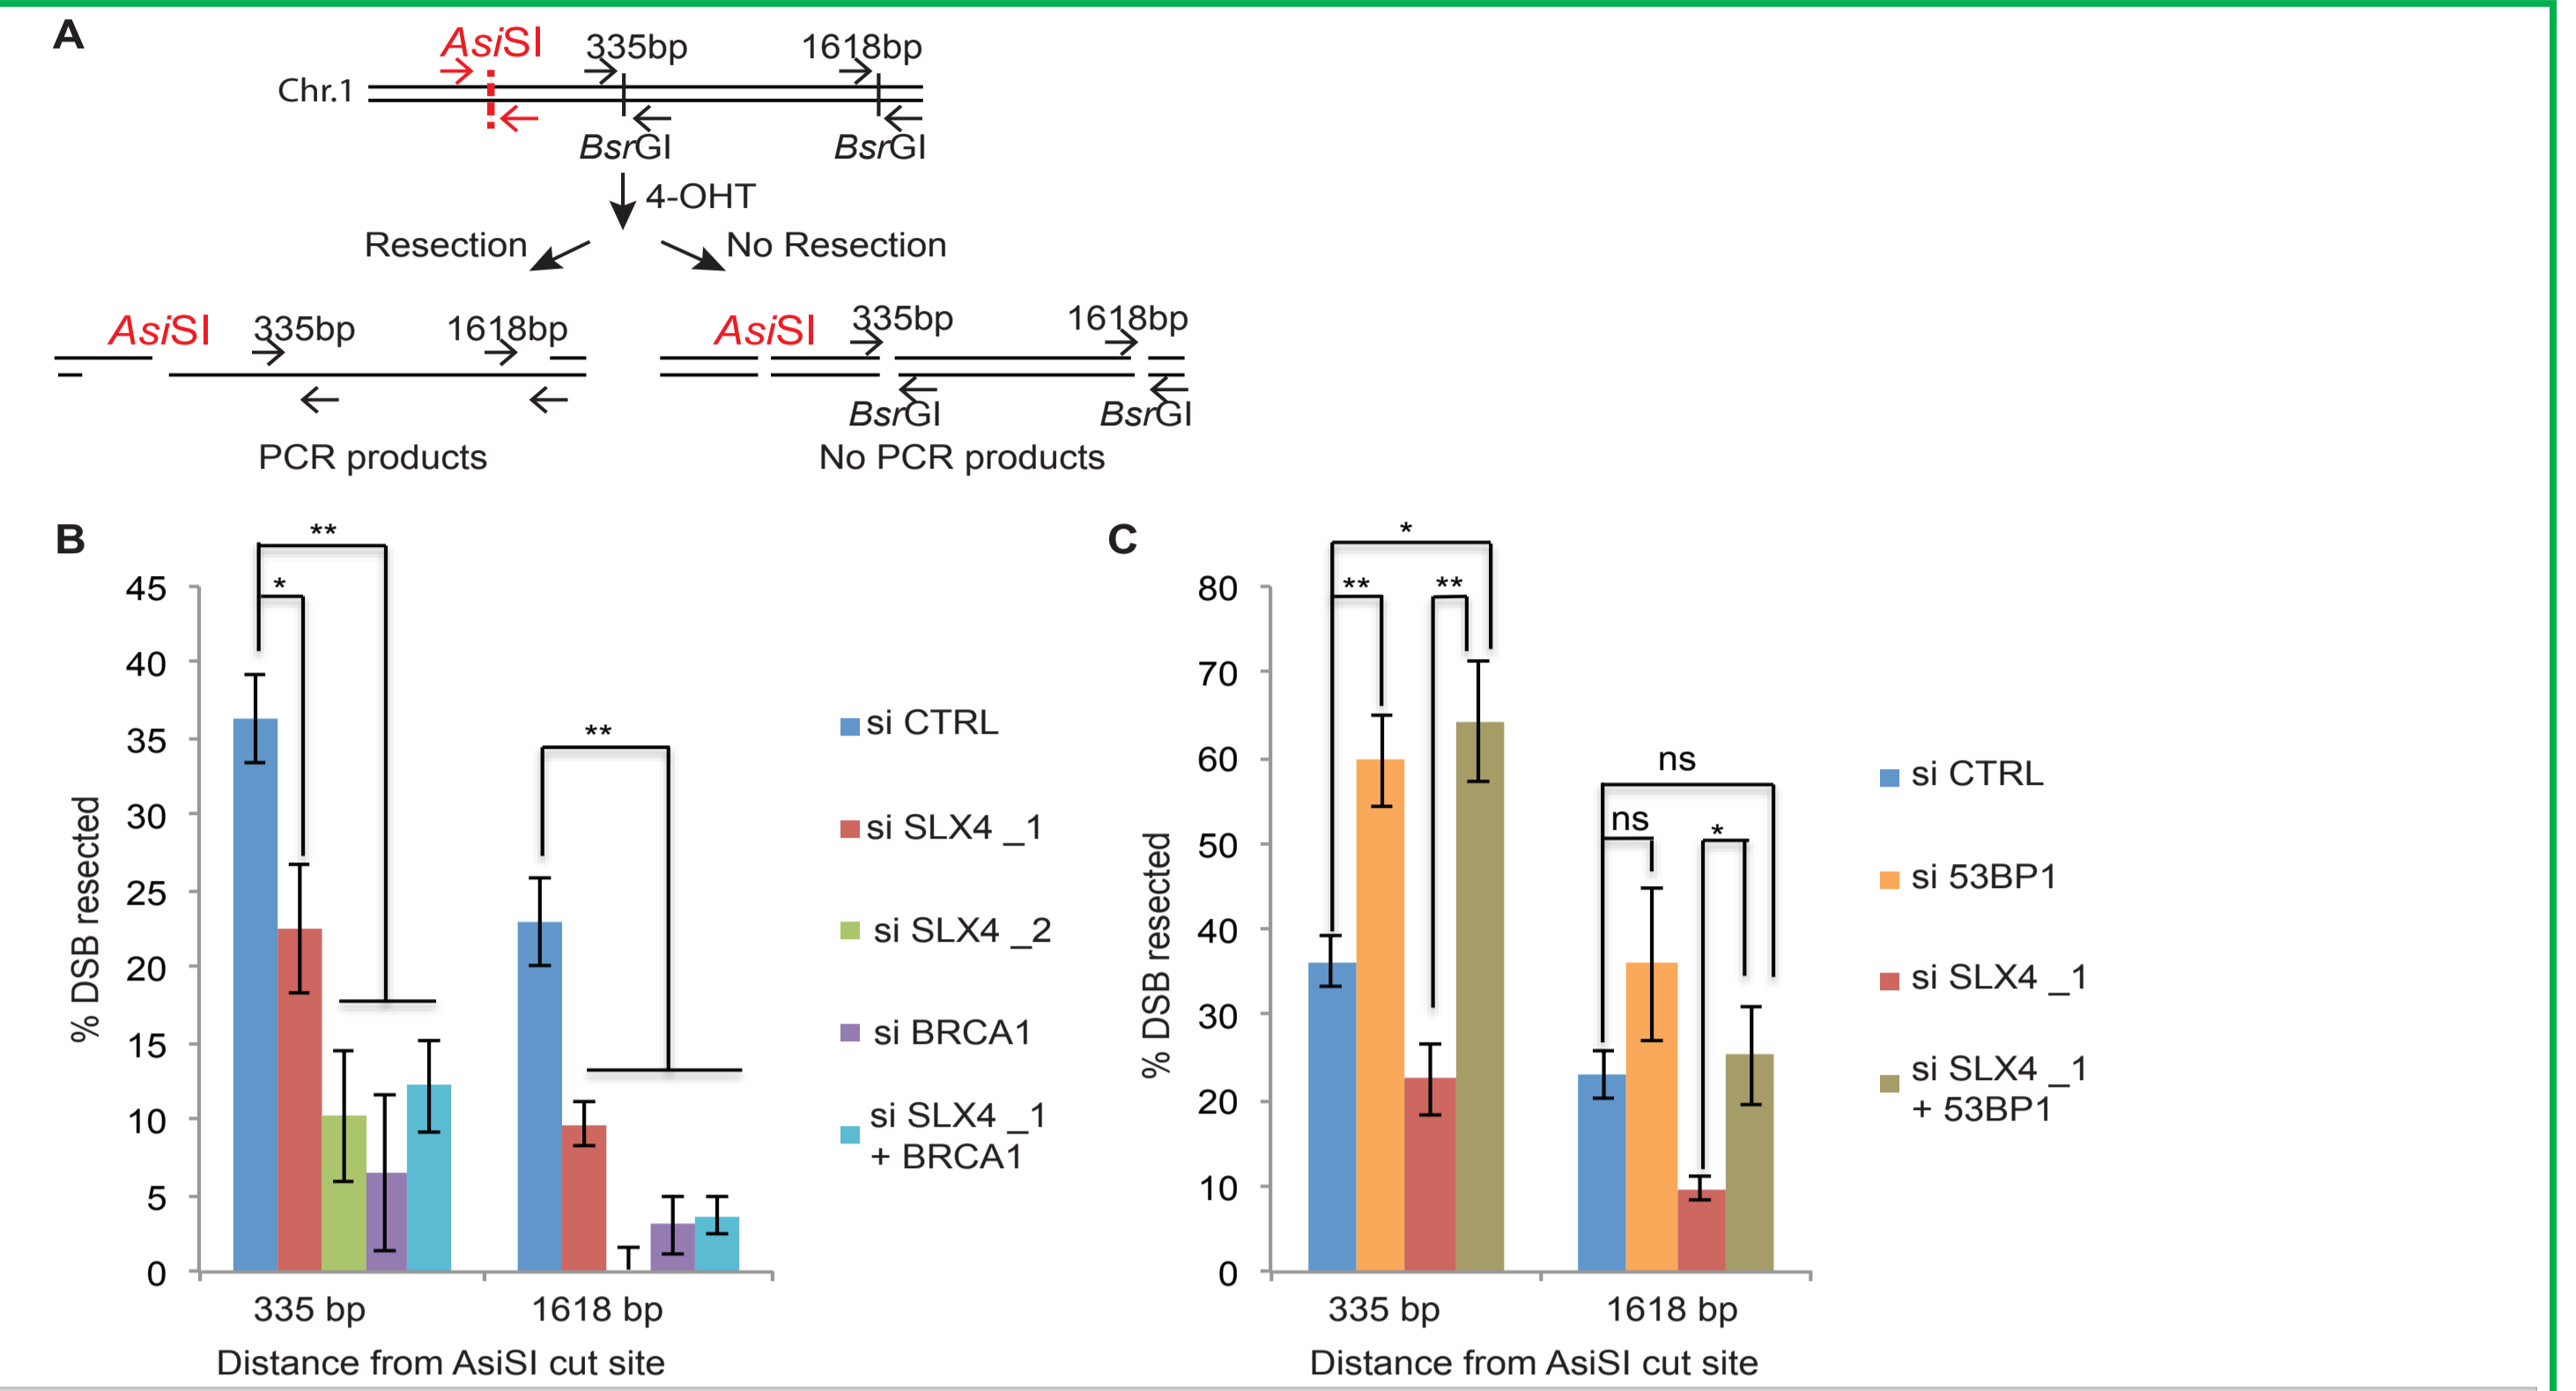 A
AsiSI 335bp 1618bp
Chr.1
BsrGI BsrGI
4-OHT
Resection No Resection
AsiSI 335bp 1618bp
AsiSI 335bp 1618bp
BsrGI BsrGI
PCR products
No PCR products
B
**
*
**
45
40
35
30
25
20
15
10
5
0
% DSB resected
335 bp 1618 bp
Distance from AsiSI cut site
si CTRL
si SLX4 _1
si SLX4 _2
si BRCA1
si SLX4 _1
+ BRCA1
C
*
** **
ns
ns *
80
70
60
50
40
30
20
10
0
% DSB resected
335 bp 1618 bp
Distance from AsiSI cut site
si CTRL
si 53BP1
si SLX4 _1
si SLX4 _1
+ 53BP1